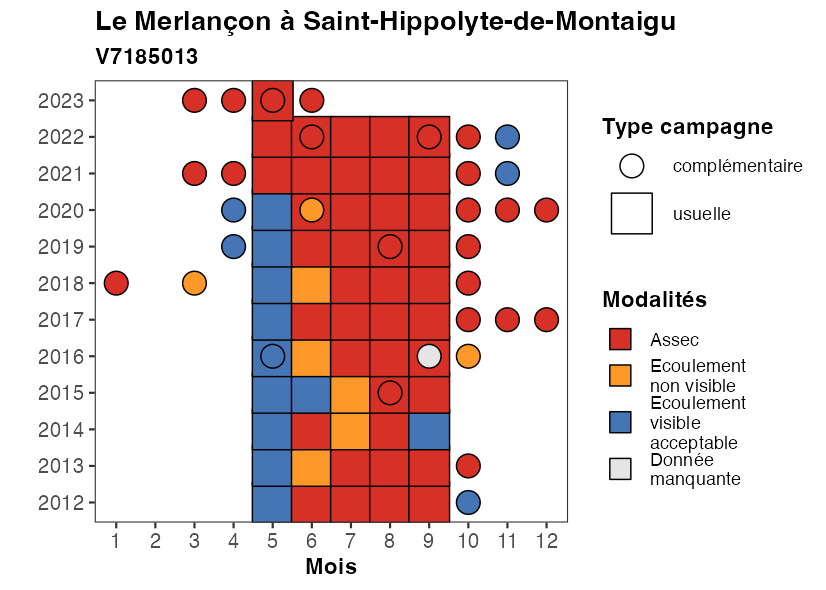 Le Merlançon à Saint-Hippolyte-de-Montaigu
V7185013
2023
2022
2021
2020
2019
2018
2017
2016
2015
2014
2013
2012
1 2 3 4 5 6 7 8 9 10 11 12
Mois
Type campagne
complémentaire
usuelle
Modalités
Assec
Ecoulement
non visible
Ecoulement
visible
acceptable
Donnée
manquante